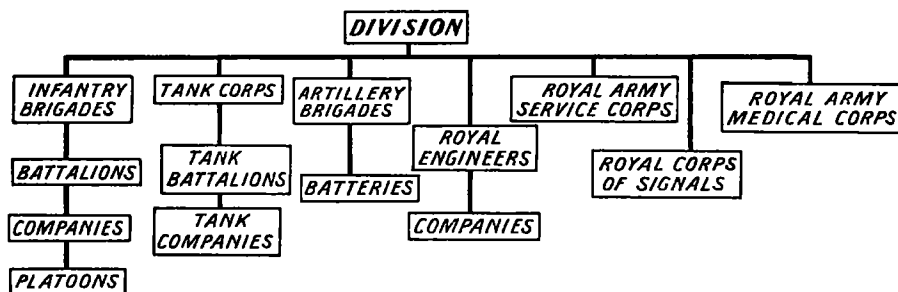 DIVISION
INFANTRY
BRIGADES
BATTALIONS
COMPANIES
PLATOONS
TANK CORPS
TANK
BATTALIONS
TANK
COMPANIES
ARTILLERY
BRIGADES
BATTERIES
ROYAL
ENGINEERS
COMPANIES
ROYAL ARMY
SERVICE CORPS
ROYAL CORPS
OF SIGNALS
ROYAL ARMY
MEDICAL CORPS